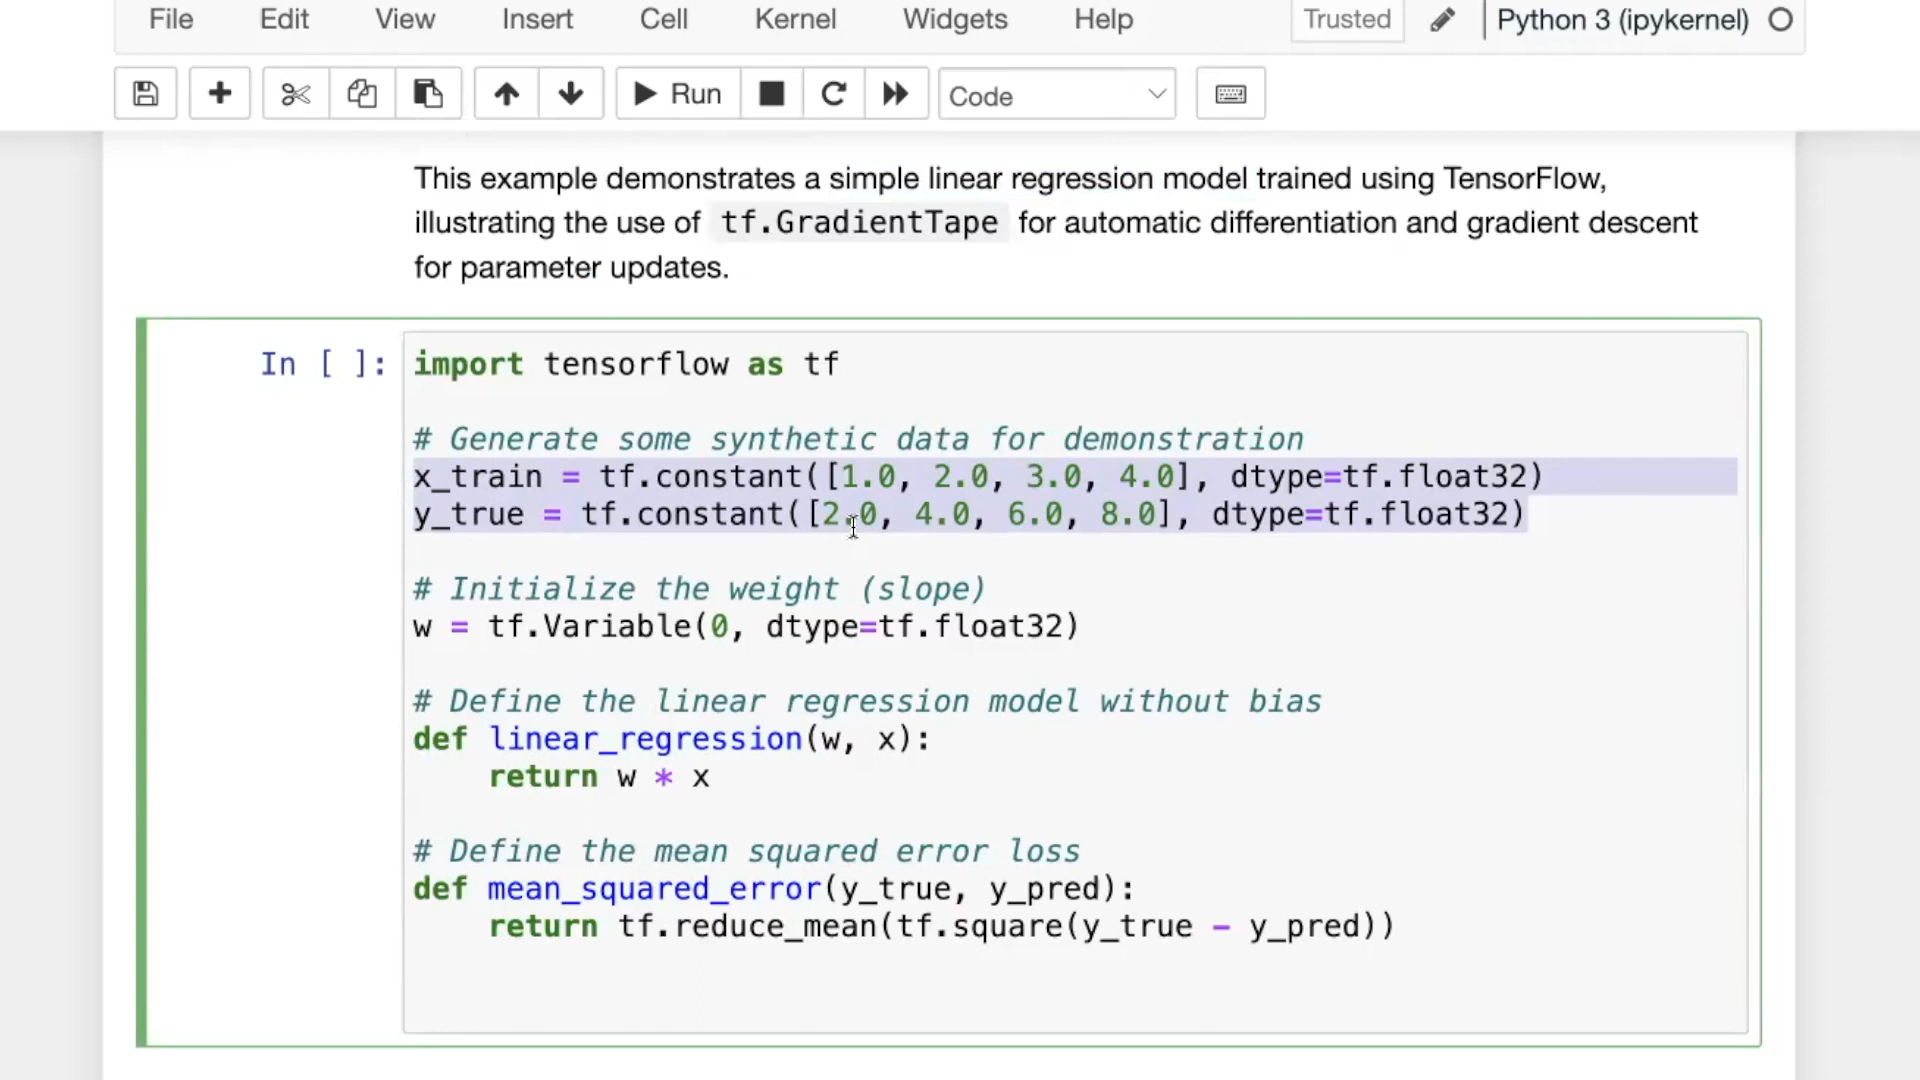 File Edit View Insert Cell Kernel Widgets Help Trusted Python 3 (ipykernel)
Run Code
This example demonstrates a simple linear regression model trained using TensorFlow,
illustrating the use of tf.GradientTape for automatic differentiation and gradient descent
for parameter updates.
In [ ]: import tensorflow as tf
# Generate some synthetic data for demonstration
x_train = tf.constant([1.0, 2.0, 3.0, 4.0], dtype=tf.float32)
y_true = tf.constant([2.0, 4.0, 6.0, 8.0], dtype=tf.float32)
# Initialize the weight (slope)
w = tf.Variable(0, dtype=tf.float32)
# Define the linear regression model without bias
def linear_regression(w, x):
    return w * x
# Define the mean squared error loss
def mean_squared_error(y_true, y_pred):
    return tf.reduce_mean(tf.square(y_true - y_pred))